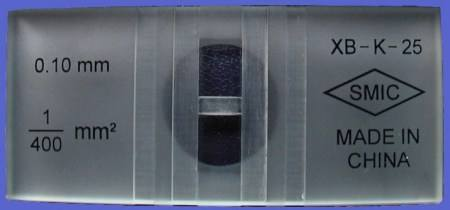 0.10 mm
1/400 mm²
XB-K-25
SMIC
MADE IN
CHINA